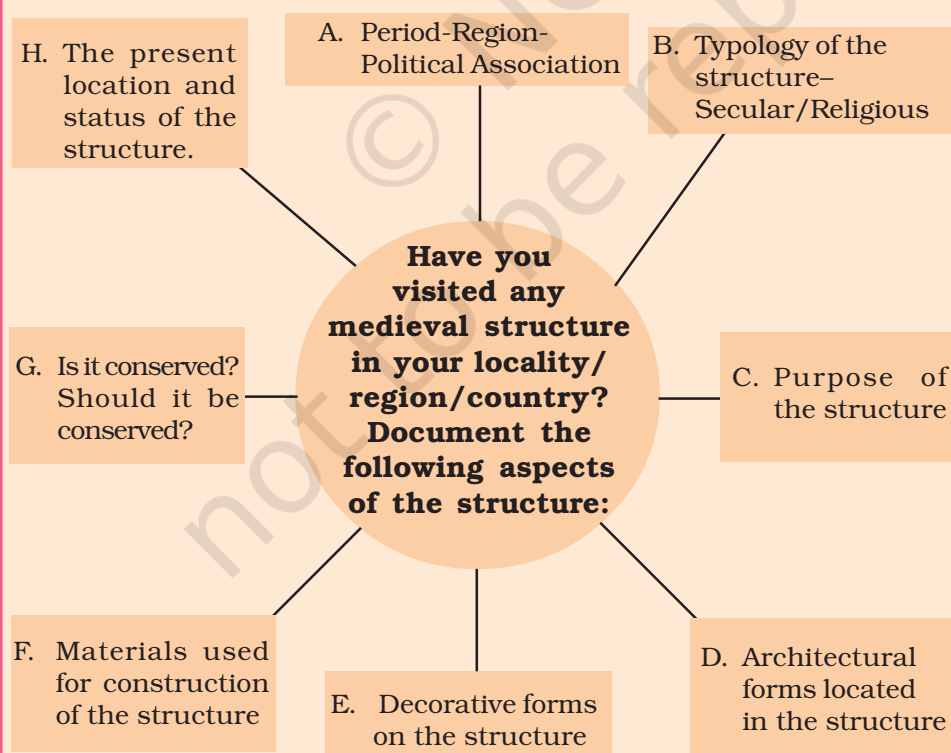 A. Period-Region-
Political Association
B. Typology of the
structure–
Secular/Religious
C. Purpose of
the structure
D. Architectural
forms located
in the structure
E. Decorative forms
on the structure
F. Materials used
for construction
of the structure
G. Is it conserved?
Should it be
conserved?
H. The present
location and
status of the
structure.
Have you
visited any
medieval structure
in your locality/
region/country?
Document the
following aspects
of the structure:
©
not to be